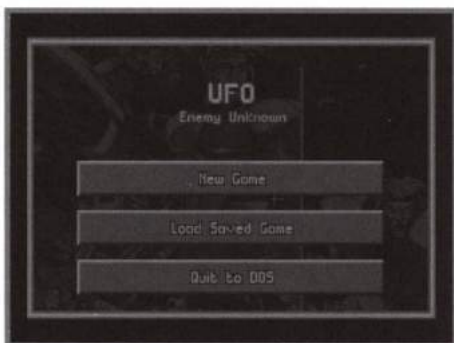 UFO
Enemy Unknown
New Game
Load Saved Game
Quit to DOS